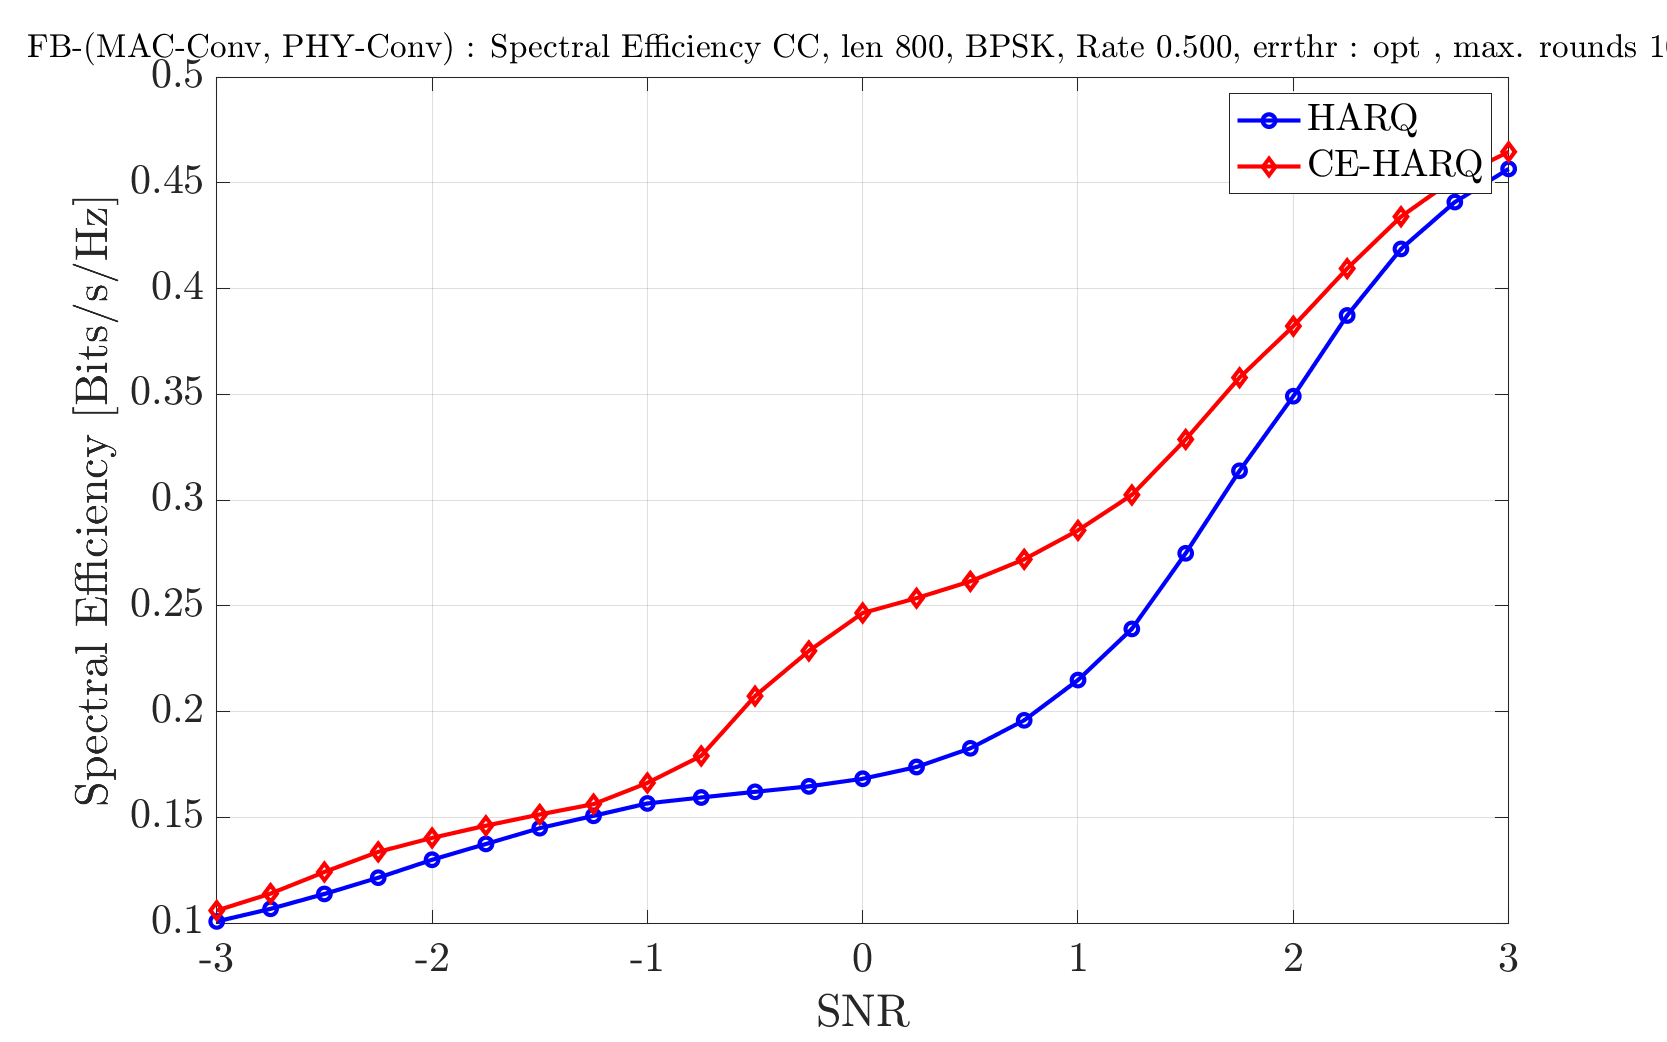 FB-(MAC-Conv, PHY-Conv) : Spectral Efficiency CC, len 800, BPSK, Rate 0.500, errthr : opt , max. rounds
0.5
0.45
0.4
0.35
0.3
0.25
0.2
0.15
0.1
Spectral Efficiency [Bits/s/Hz]
HARQ
CE-HARQ
-3 -2 -1 0 1 2 3
SNR